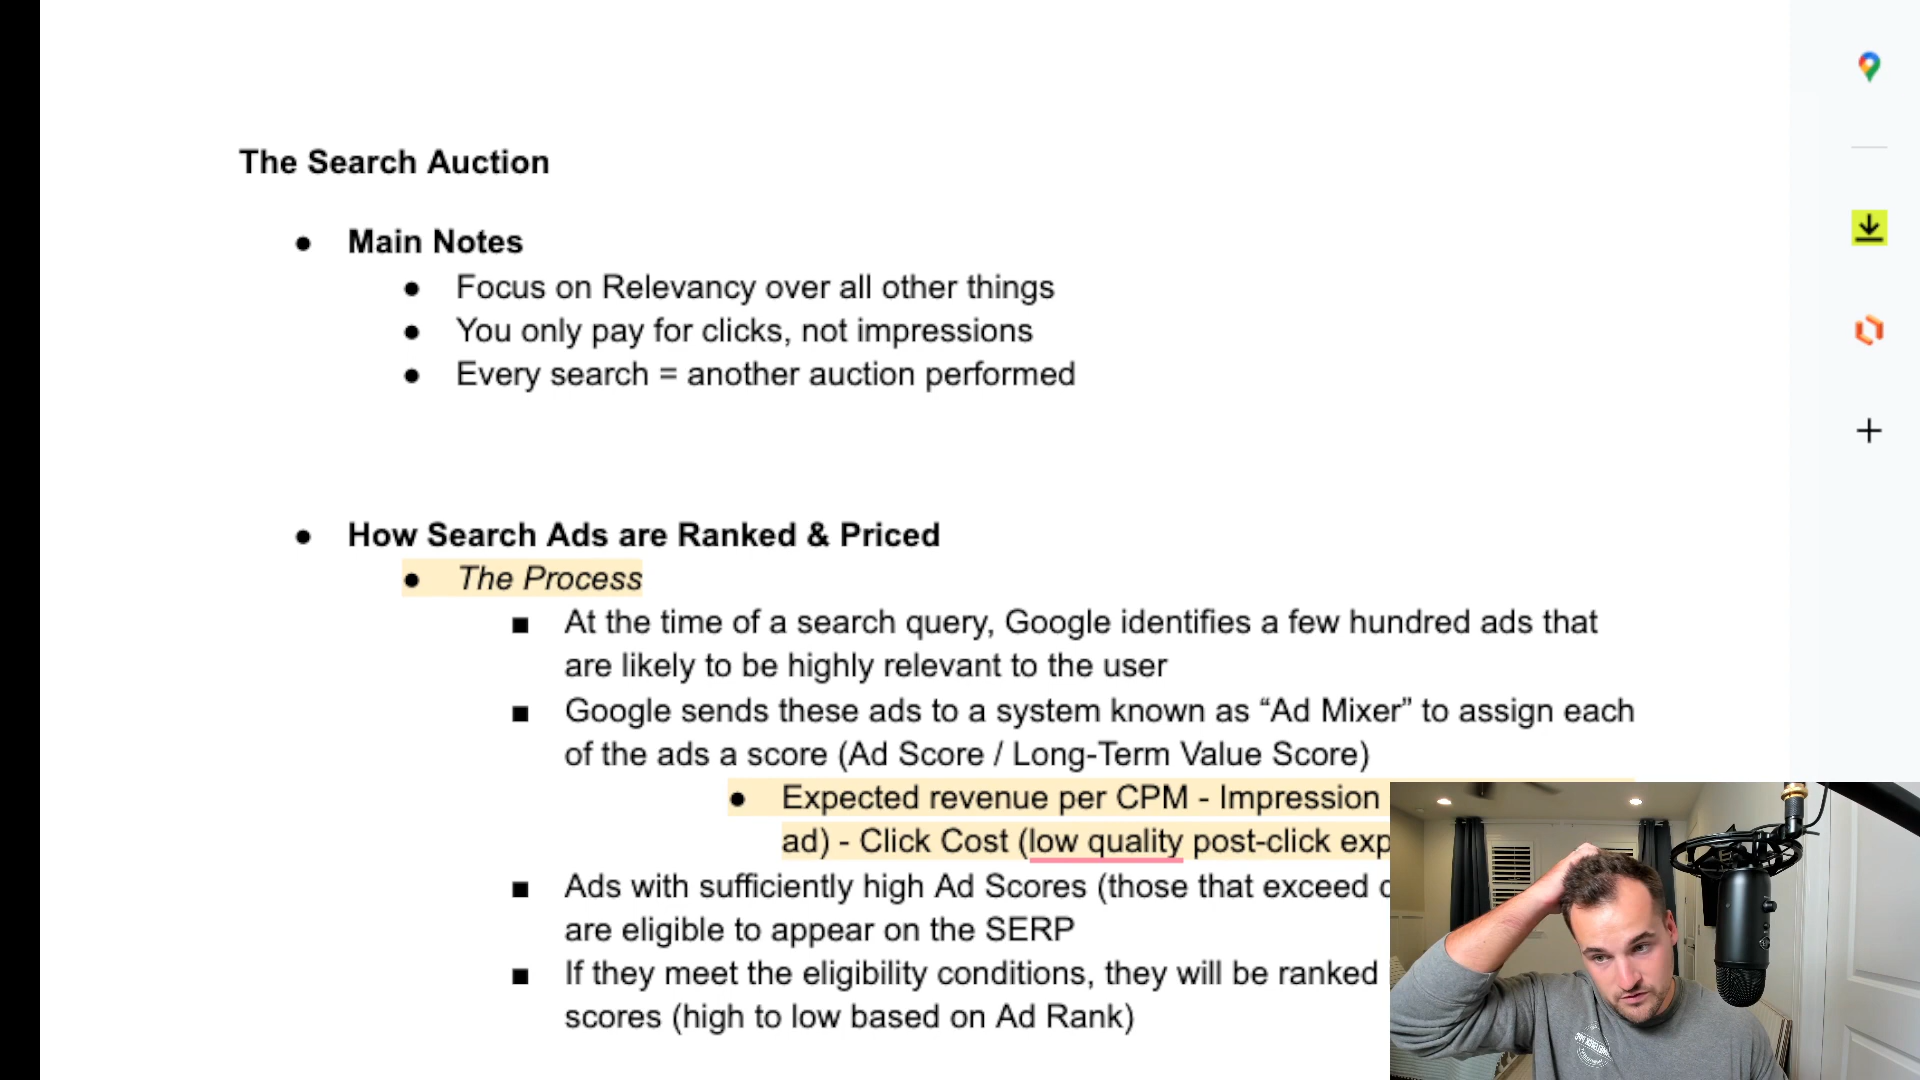 The Search Auction
● Main Notes
● Focus on Relevancy over all other things
● You only pay for clicks, not impressions
● Every search = another auction performed
● How Search Ads are Ranked & Priced
● The Process
■ At the time of a search query, Google identifies a few hundred ads that
are likely to be highly relevant to the user
■ Google sends these ads to a system known as “Ad Mixer” to assign each
of the ads a score (Ad Score / Long-Term Value Score)
● Expected revenue per CPM - Impression
ad) - Click Cost (low quality post-click exp
■ Ads with sufficiently high Ad Scores (those that exceed
are eligible to appear on the SERP
■ If they meet the eligibility conditions, they will be ranked
scores (high to low based on Ad Rank)